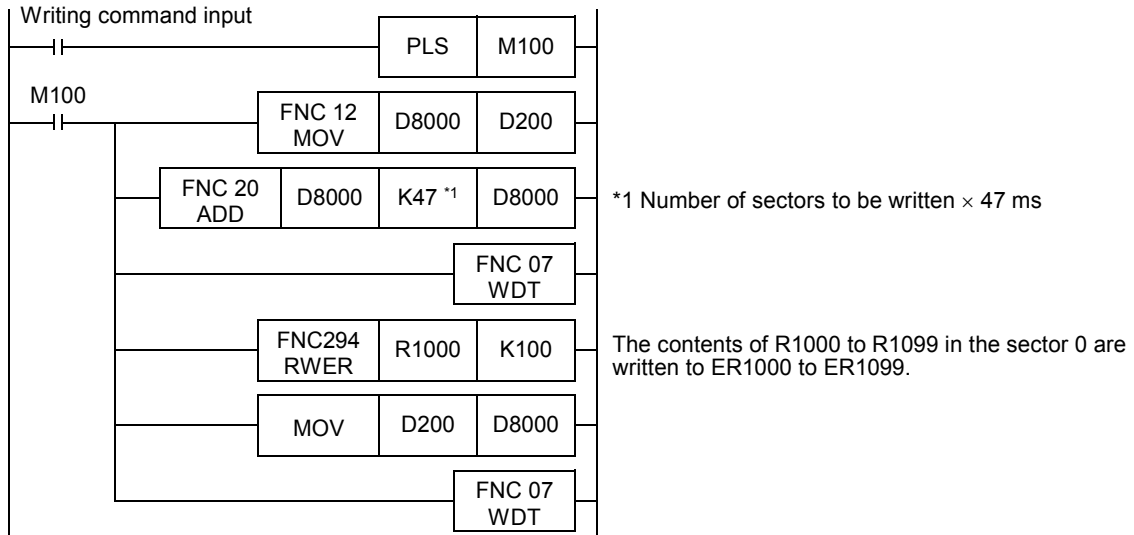 Writing command input
PLS M100
M100
FNC 12
MOV D8000 D200
FNC 20
ADD D8000 K47 *1 D8000
*1 Number of sectors to be written × 47 ms
FNC 07
WDT
FNC294
RWER R1000 K100
The contents of R1000 to R1099 in the sector 0 are
written to ER1000 to ER1099.
MOV D200 D8000
FNC 07
WDT